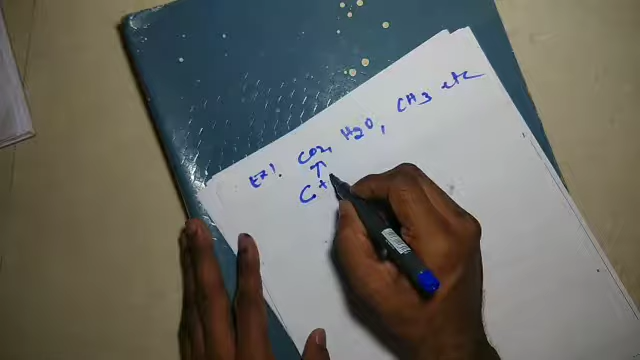 Ex!. CO2, H2O, CH3 etc
↑
C +